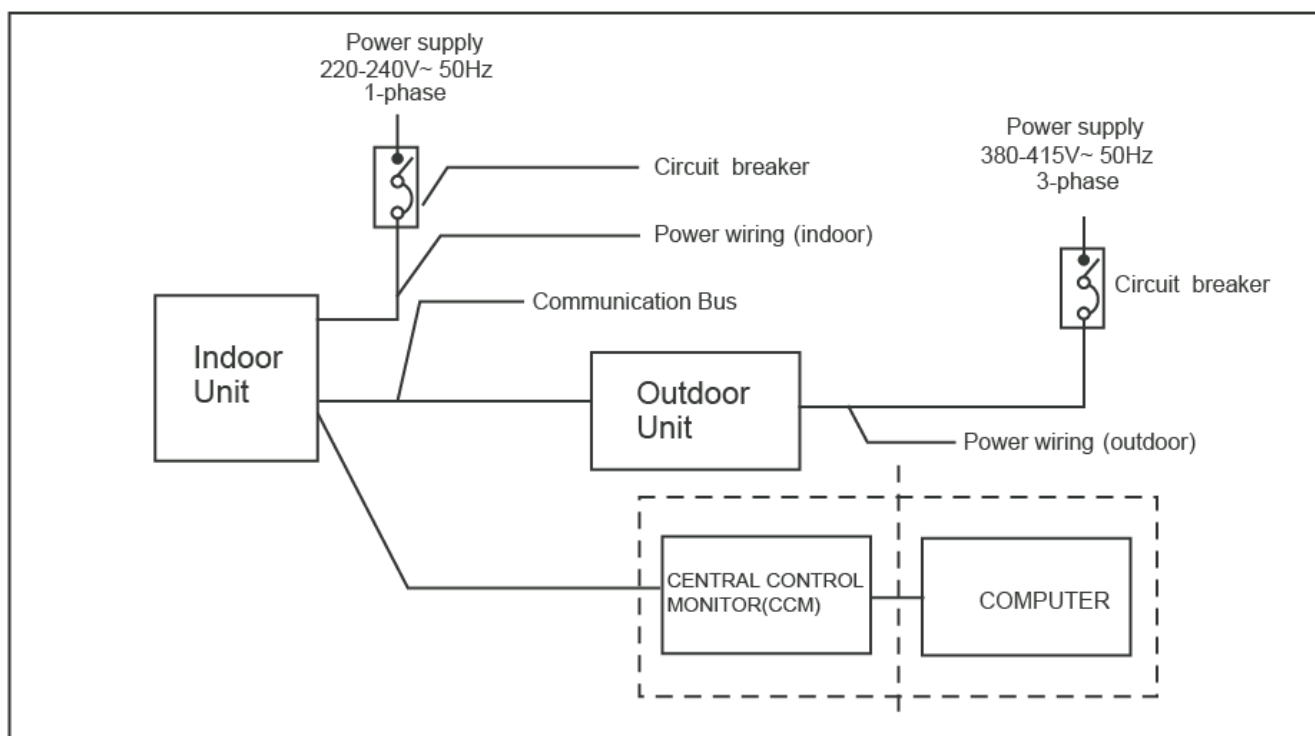 Power supply
220-240V~ 50Hz
1-phase
Power supply
380-415V~ 50Hz
3-phase
Circuit breaker
Power wiring (indoor)
Circuit breaker
Communication Bus
Indoor
Unit
Outdoor
Unit
Power wiring (outdoor)
CENTRAL CONTROL
MONITOR(CCM)
COMPUTER